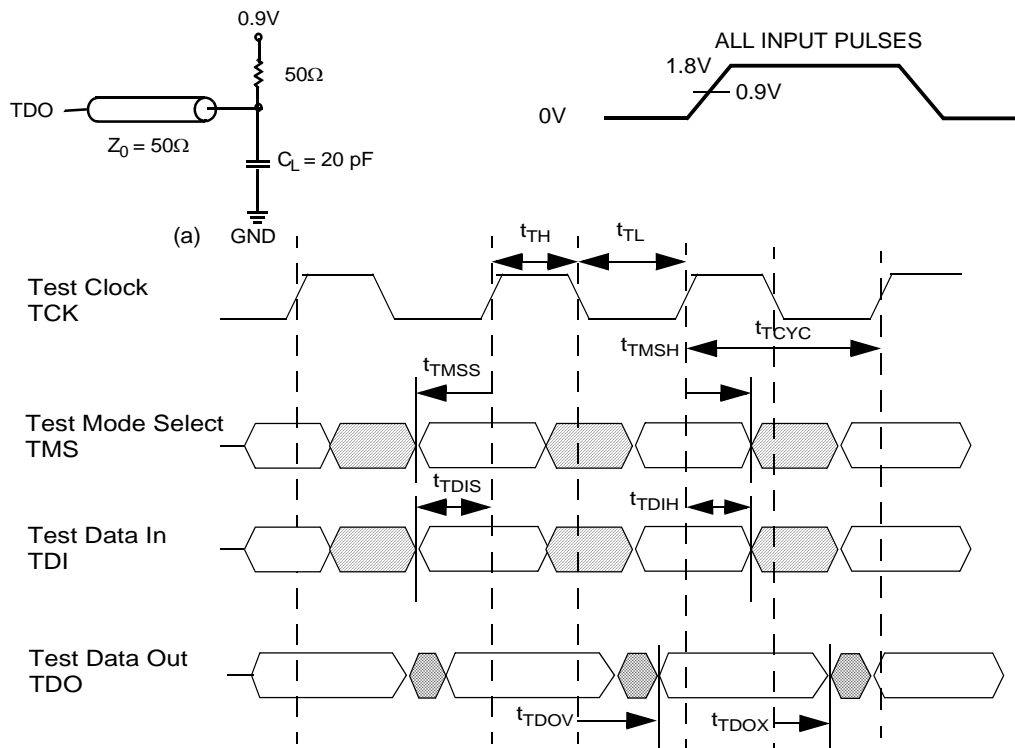 0.9V
50Ω
TDO
Z0 = 50Ω
CL = 20 pF
(a)
GND
ALL INPUT PULSES
1.8V
0.9V
0V
tTH
tTL
Test Clock
TCK
tTMSH
tTCYC
tTMSS
Test Mode Select
TMS
tTDIS
tTDIH
Test Data In
TDI
Test Data Out
TDO
tTDOV
tTDOX